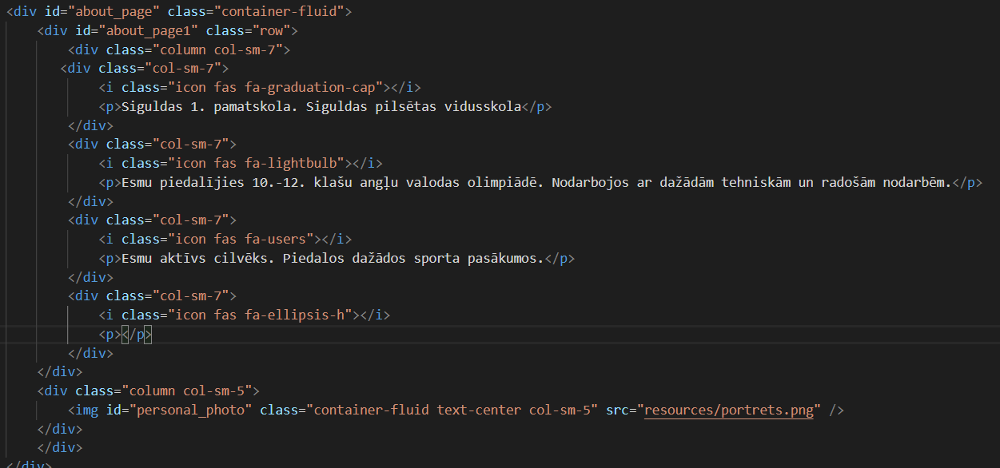 <div id="about_page" class="container-fluid">
<div id="about_page1" class="row">
<div class="column col-sm-7">
<div class="col-sm-7">
<i class="icon fas fa-graduation-cap"></i>
<p>Siguldas 1. pamatskola. Siguldas pilsētas vidusskola</p>
</div>
<div class="col-sm-7">
<i class="icon fas fa-lightbulb"></i>
<p>Esmu piedalījies 10.-12. klašu angļu valodas olimpiādē. Nodarbojos ar dažādām tehniskām un radošām nodarbēm.</p>
</div>
<div class="col-sm-7">
<i class="icon fas fa-users"></i>
<p>Esmu aktīvs cilvēks. Piedalos dažādos sporta pasākumos.</p>
</div>
<div class="col-sm-7">
<i class="icon fas fa-ellipsis-h"></i>
<p></p>
</div>
</div>
<div class="column col-sm-5">
<img id="personal_photo" class="container-fluid text-center col-sm-5" src="resources/portrets.png" />
</div>
</div>
</div>